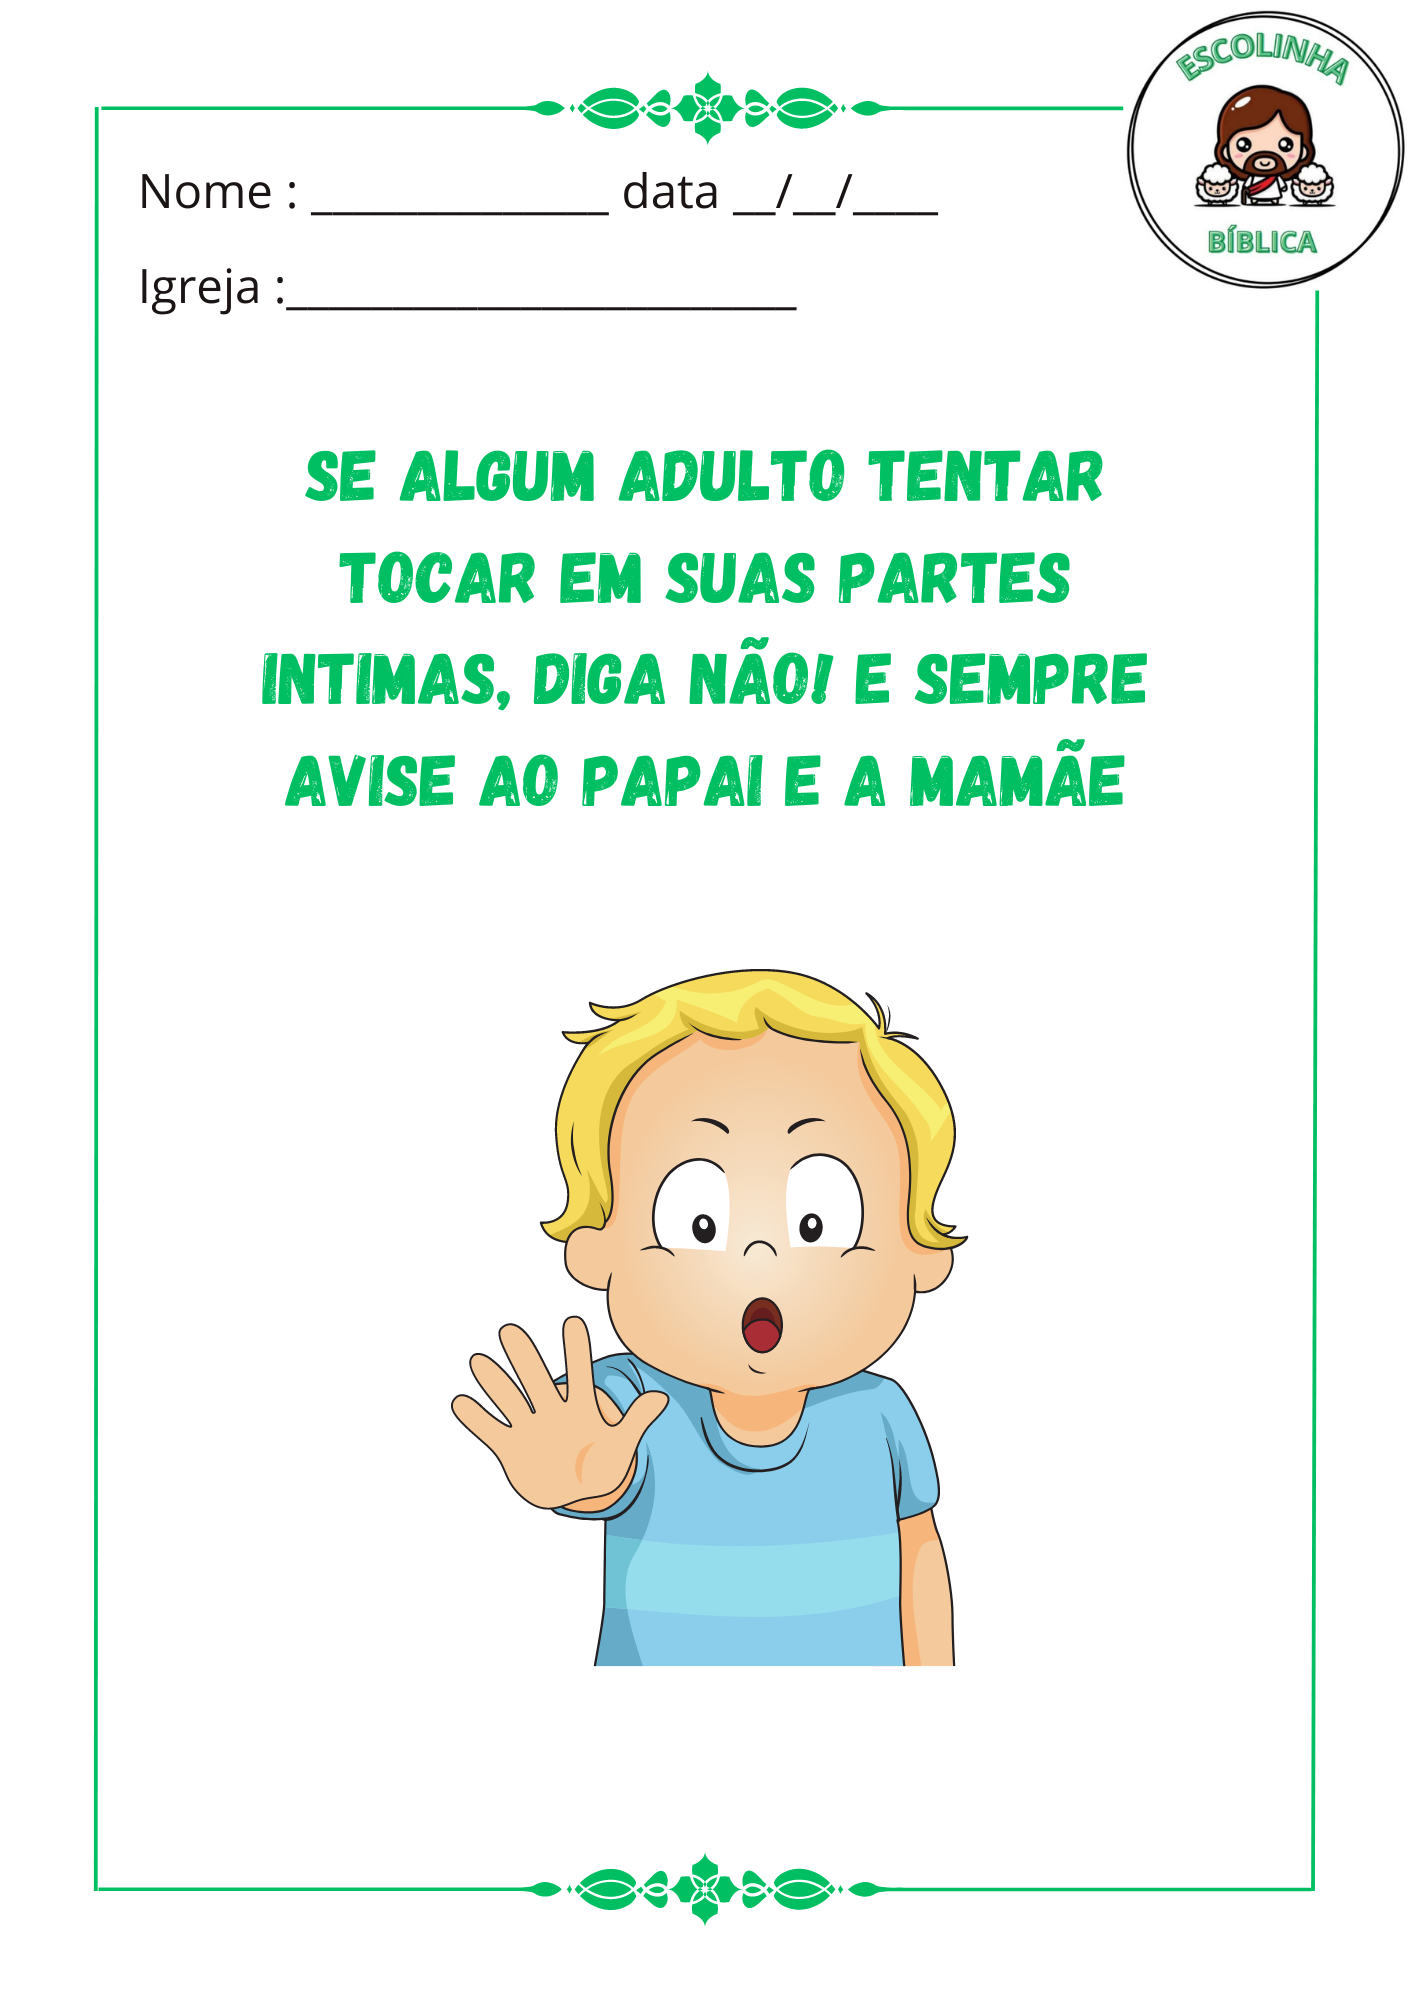 ESCOLINHA
BÍBLICA
Nome : ______________ data __/__/____
Igreja :________________________
SE ALGUM ADULTO TENTAR
TOCAR EM SUAS PARTES
INTIMAS, DIGA NÃO! E SEMPRE
AVISE AO PAPAI E A MAMÃE